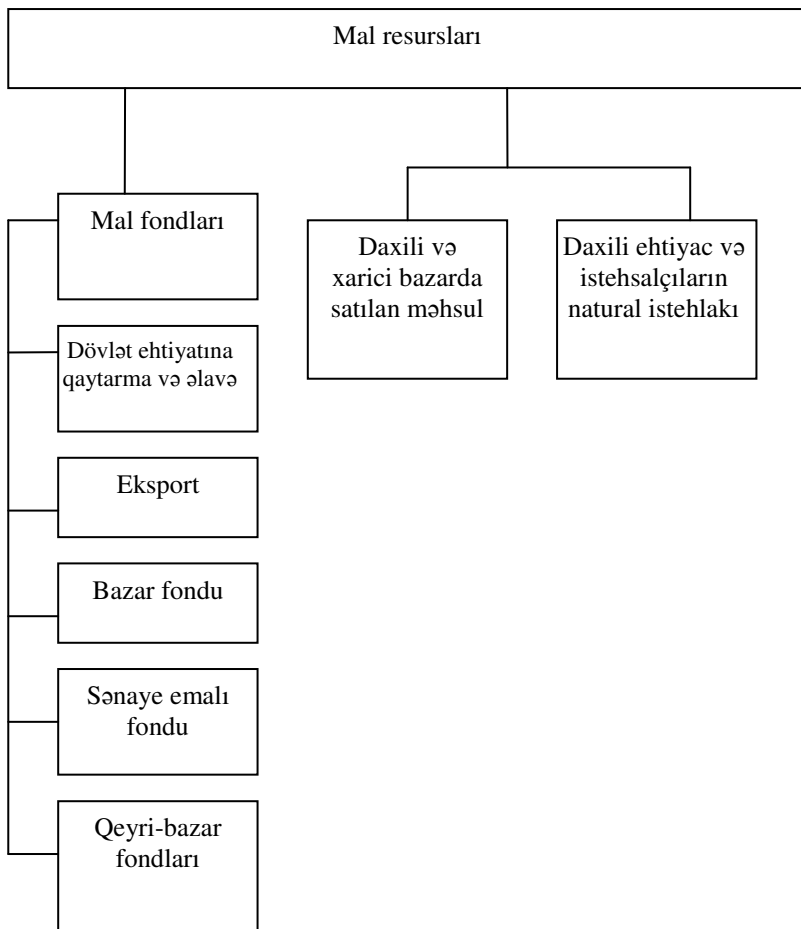 Mal resursları
Mal fondları
Daxili və
xarici bazarda
satılan məhsul
Daxili ehtiyac və
istehsalçıların
natural istehlakı
Dövlət ehtiyatına
qaytarma və əlavə
Eksport
Bazar fondu
Sənaye emalı
fondu
Qeyri-bazar
fondları